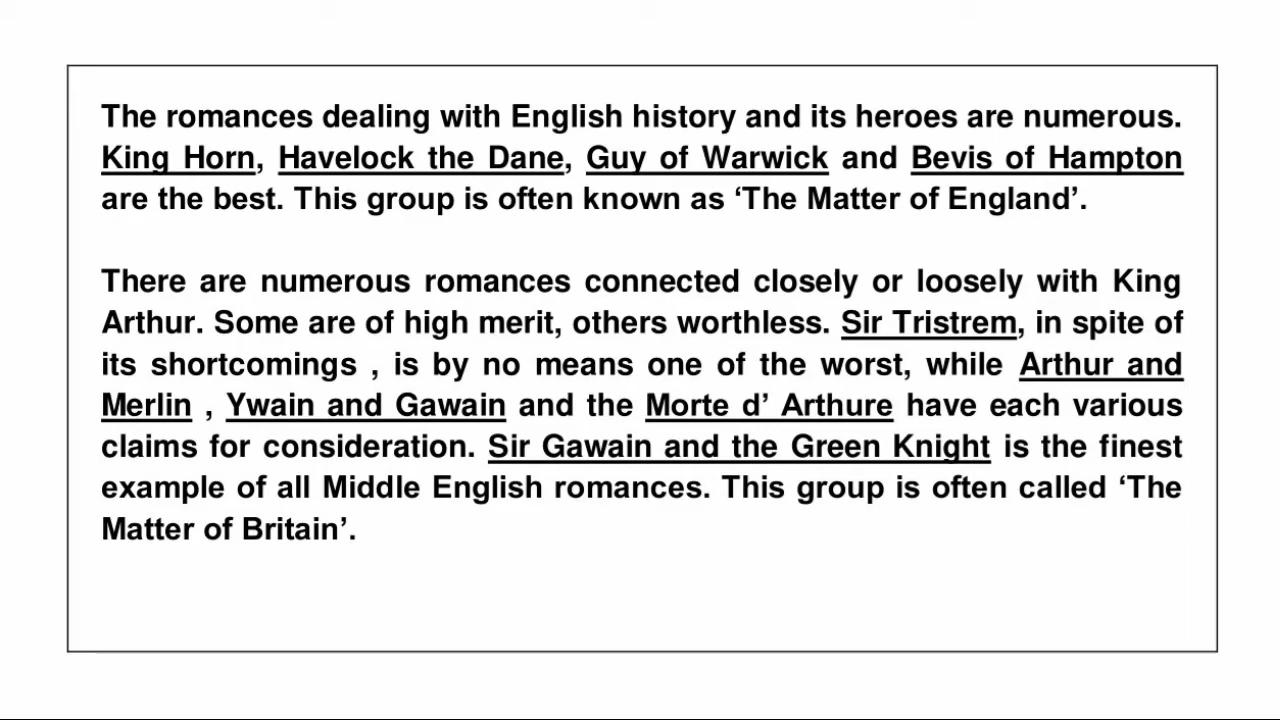 The romances dealing with English history and its heroes are numerous.
King Horn, Havelock the Dane, Guy of Warwick and Bevis of Hampton
are the best. This group is often known as ‘The Matter of England’.
There are numerous romances connected closely or loosely with King
Arthur. Some are of high merit, others worthless. Sir Tristrem, in spite of
its shortcomings , is by no means one of the worst, while Arthur and
Merlin , Ywain and Gawain and the Morte d’ Arthure have each various
claims for consideration. Sir Gawain and the Green Knight is the finest
example of all Middle English romances. This group is often called ‘The
Matter of Britain’.